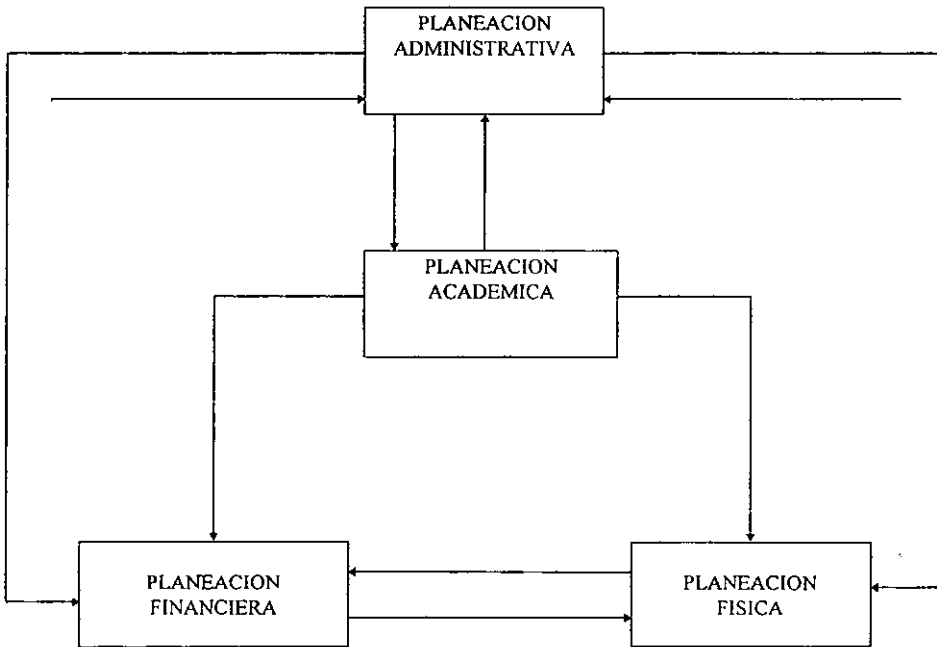 PLANEACION
ADMINISTRATIVA
PLANEACION
ACADEMICA
PLANEACION
FINANCIERA
PLANEACION
FISICA